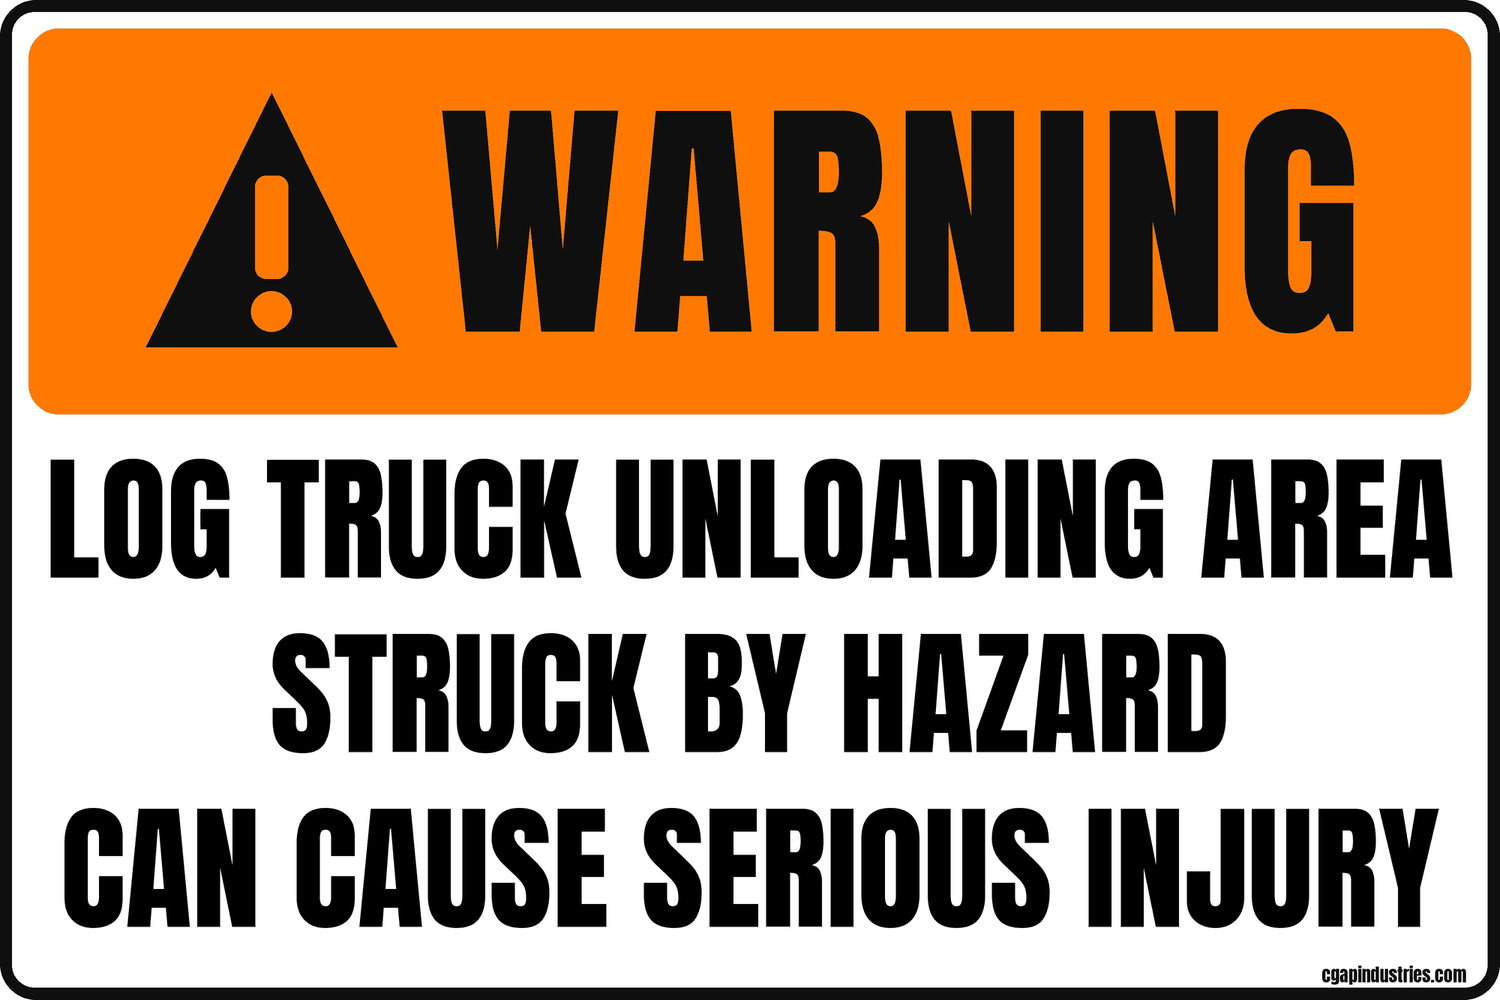 WARNING
LOG TRUCK UNLOADING AREA
STRUCK BY HAZARD
CAN CAUSE SERIOUS INJURY
cgapindustries.com